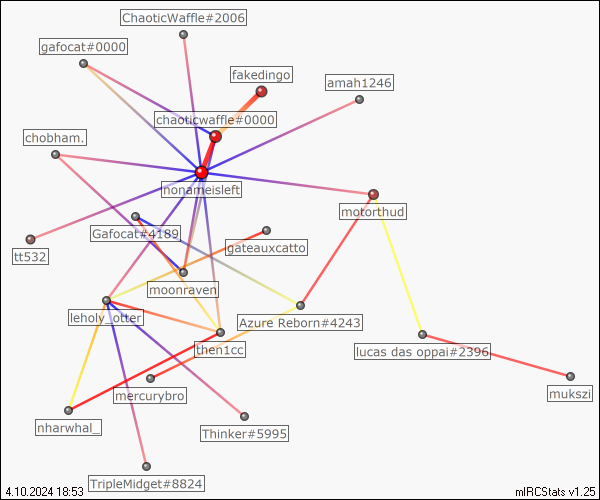 ChaoticWaffle#2006
gafocat#0000
fakedingo
amah1246
chaoticwaffle#0000
chobham.
nonameisleft
motorthud
Gafocat#4189
gateauxcatto
tt532
moonraven
leholy_otter
Azure Reborn#4243
then1cc
lucas das oppai#2396
mercurybro
mukszi
nharwhal_
Thinker#5995
TripleMidget#8824
4.10.2024 18:53
mIRCStats v1.25